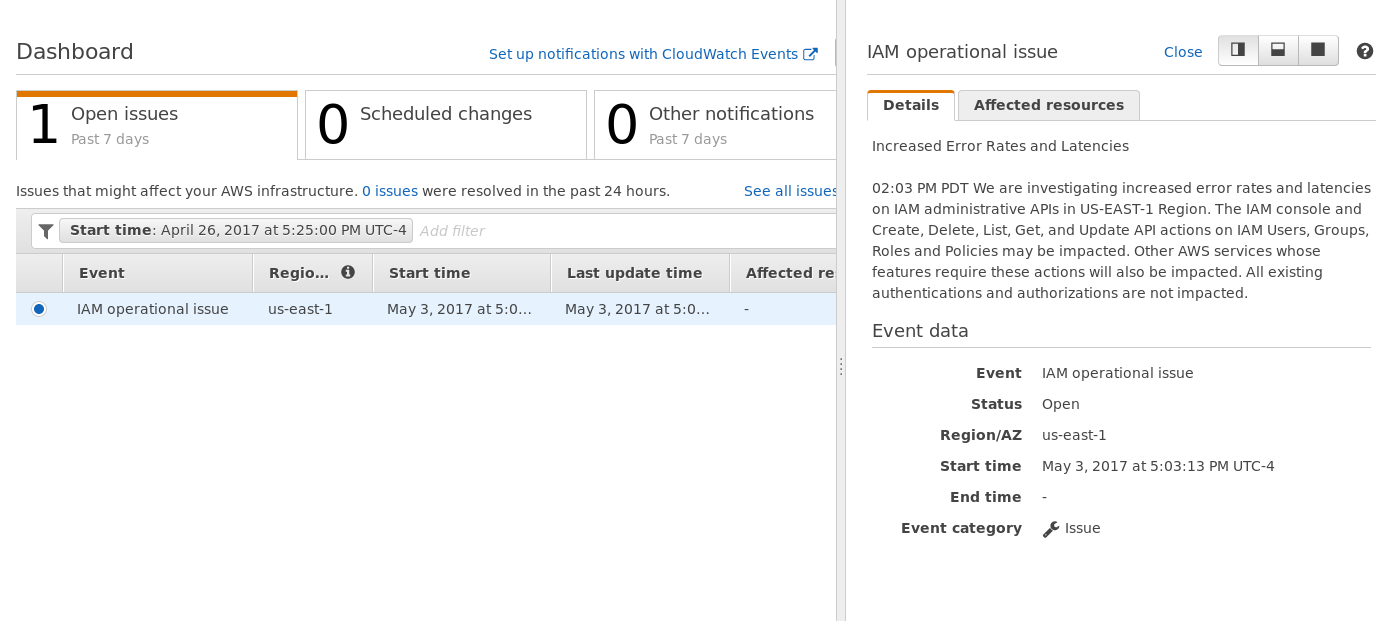 Dashboard
Set up notifications with CloudWatch Events
1 Open issues
Past 7 days
0 Scheduled changes
0 Other notifications
Past 7 days
Issues that might affect your AWS infrastructure. 0 issues were resolved in the past 24 hours.
See all issues
Start time: April 26, 2017 at 5:25:00 PM UTC-4 Add filter
Event Regio... Start time Last update time Affected re
IAM operational issue us-east-1 May 3, 2017 at 5:0... May 3, 2017 at 5:0... -
IAM operational issue
Close
Details Affected resources
Increased Error Rates and Latencies
02:03 PM PDT We are investigating increased error rates and latencies
on IAM administrative APIs in US-EAST-1 Region. The IAM console and
Create, Delete, List, Get, and Update API actions on IAM Users, Groups,
Roles and Policies may be impacted. Other AWS services whose
features require these actions will also be impacted. All existing
authentications and authorizations are not impacted.
Event data
Event IAM operational issue
Status Open
Region/AZ us-east-1
Start time May 3, 2017 at 5:03:13 PM UTC-4
End time -
Event category Issue